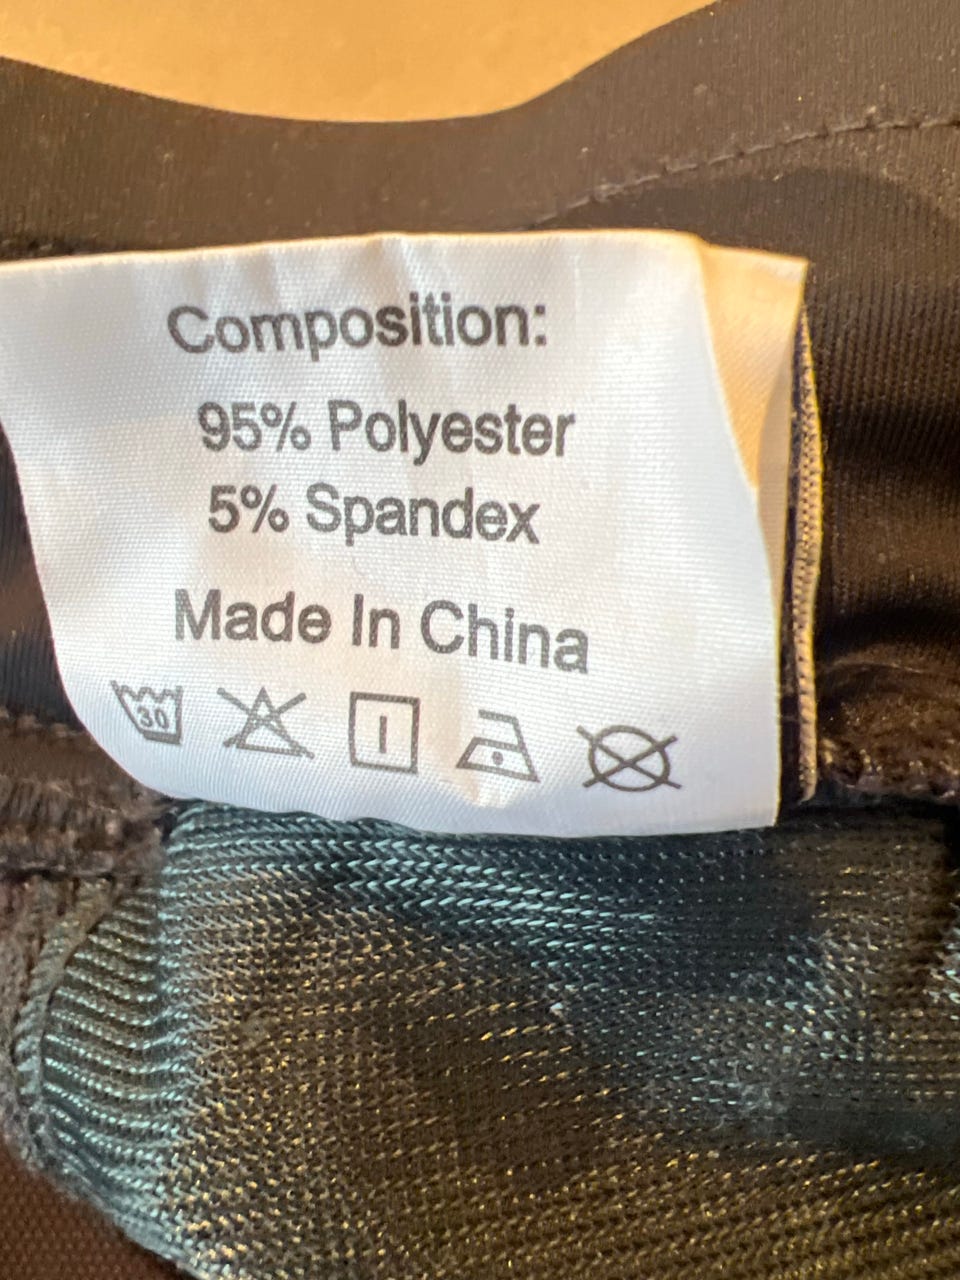 Composition:
95% Polyester
5% Spandex
Made In China
30